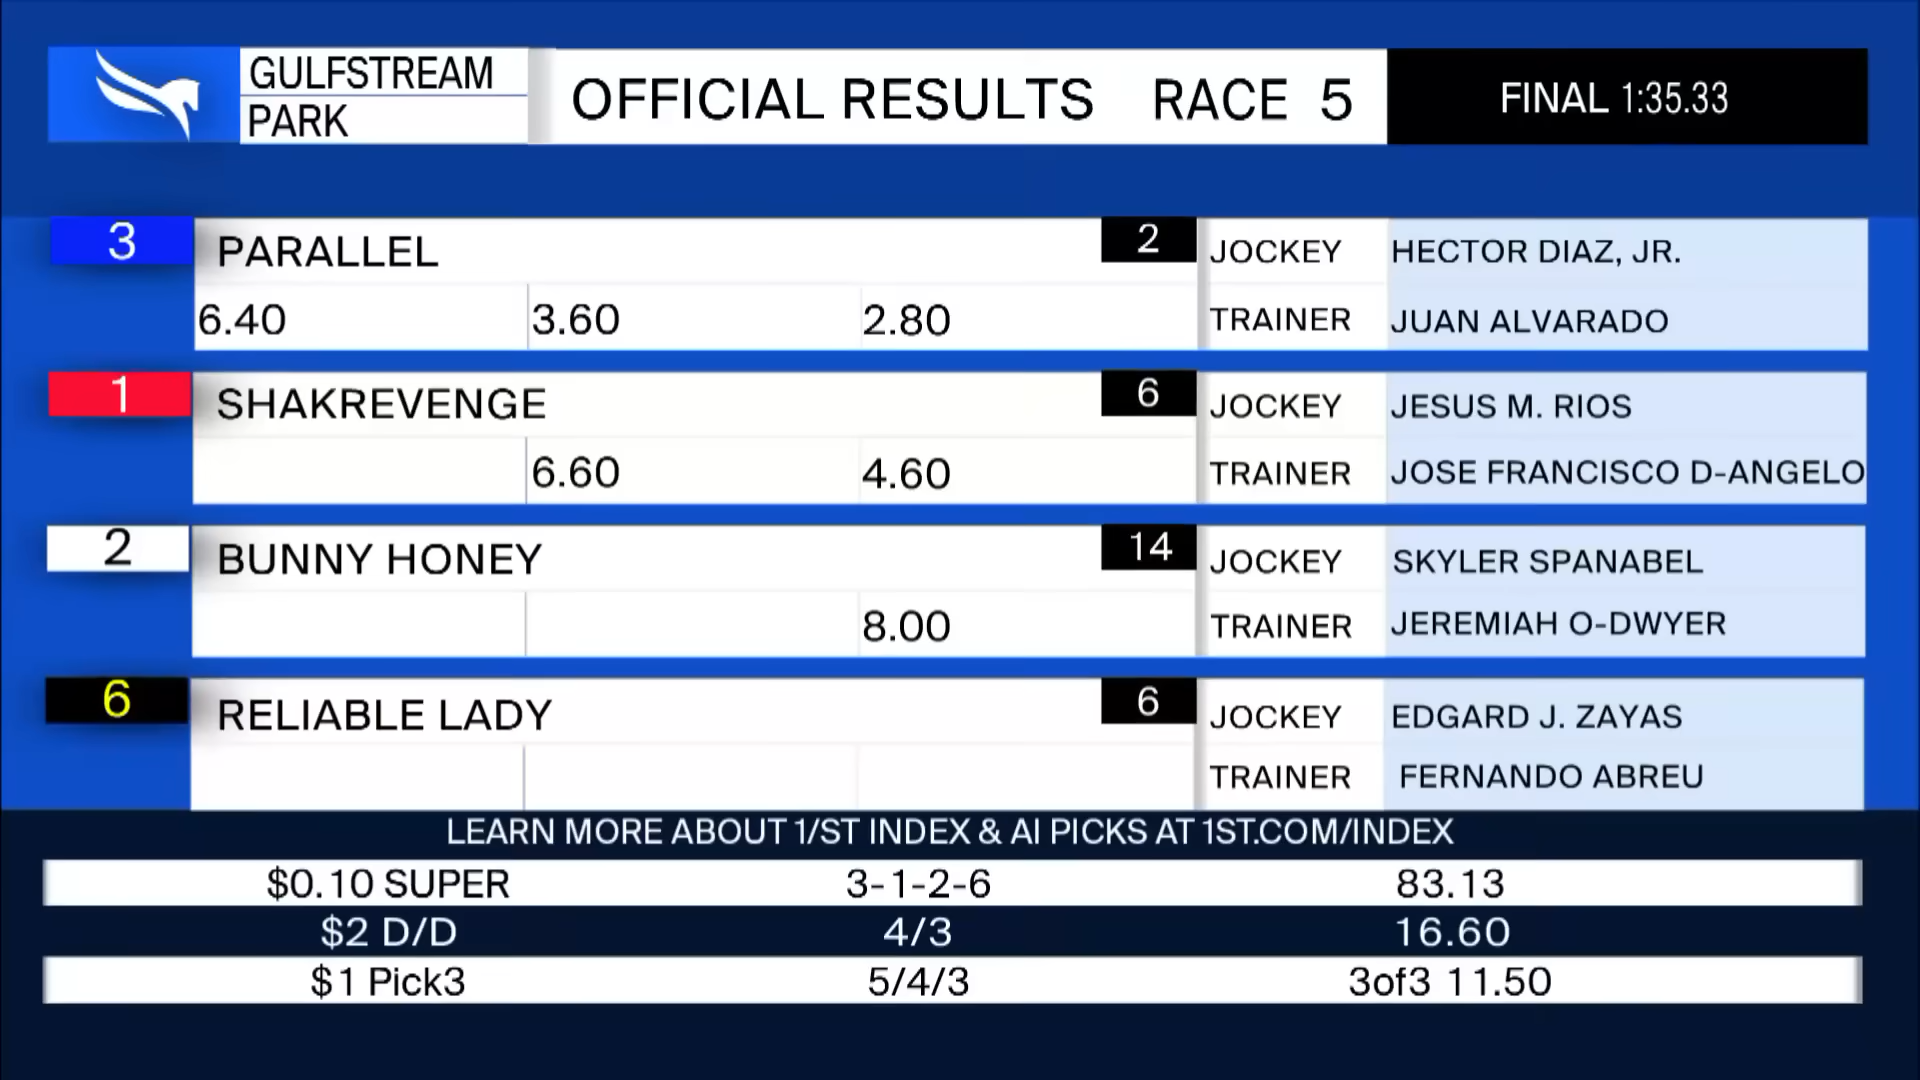 GULFSTREAM
PARK
OFFICIAL RESULTS RACE 5
FINAL 1:35.33
3 PARALLEL 2 JOCKEY HECTOR DIAZ, JR.
6.40 3.60 2.80 TRAINER JUAN ALVARADO
1 SHAKREVENGE 6 JOCKEY JESUS M. RIOS
6.60 4.60 TRAINER JOSE FRANCISCO D-ANGELO
2 BUNNY HONEY 14 JOCKEY SKYLER SPANABEL
8.00 TRAINER JEREMIAH O-DWYER
6 RELIABLE LADY 6 JOCKEY EDGARD J. ZAYAS
TRAINER FERNANDO ABREU
LEARN MORE ABOUT 1/ST INDEX & AI PICKS AT 1ST.COM/INDEX
$0.10 SUPER 3-1-2-6 83.13
$2 D/D 4/3 16.60
$1 Pick3 5/4/3 3of3 11.50